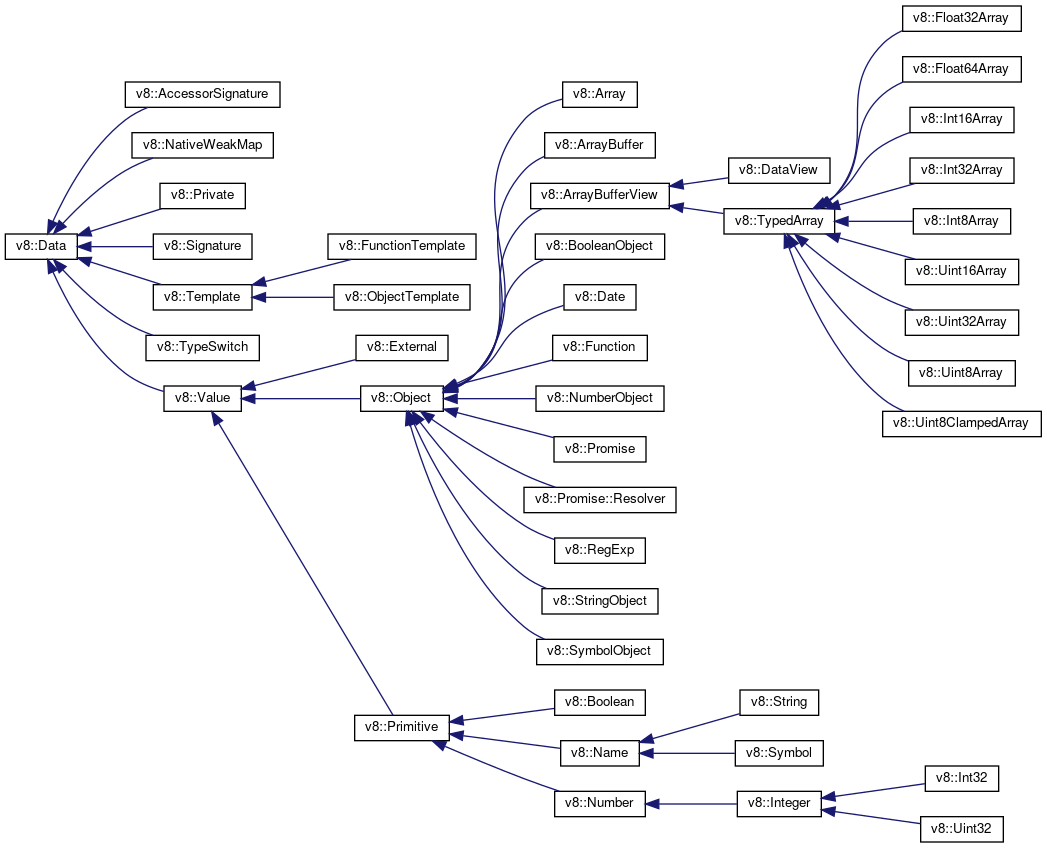 v8::Float32Array
v8::Float64Array
v8::AccessorSignature
v8::Array
v8::Int16Array
v8::NativeWeakMap
v8::ArrayBuffer
v8::DataView
v8::Int32Array
v8::Private
v8::ArrayBufferView
v8::TypedArray
v8::Int8Array
v8::Data
v8::Signature
v8::FunctionTemplate
v8::BooleanObject
v8::Uint16Array
v8::Template
v8::ObjectTemplate
v8::Date
v8::Uint32Array
v8::TypeSwitch
v8::External
v8::Function
v8::Uint8Array
v8::Value
v8::Object
v8::NumberObject
v8::Uint8ClampedArray
v8::Promise
v8::Promise::Resolver
v8::RegExp
v8::StringObject
v8::SymbolObject
v8::Boolean
v8::String
v8::Primitive
v8::Name
v8::Symbol
v8::Int32
v8::Number
v8::Integer
v8::Uint32